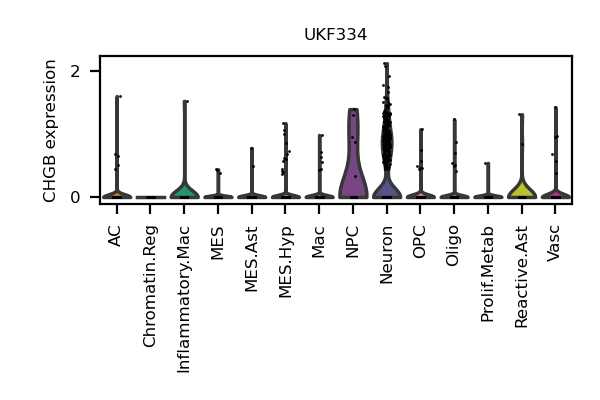 UKF334
CHGB expression
2
0
AC
Chromatin.Reg
Inflammatory.Mac
MES
MES.Ast
MES.Hyp
Mac
NPC
Neuron
OPC
Oligo
Prolif.Metab
Reactive.Ast
Vasc